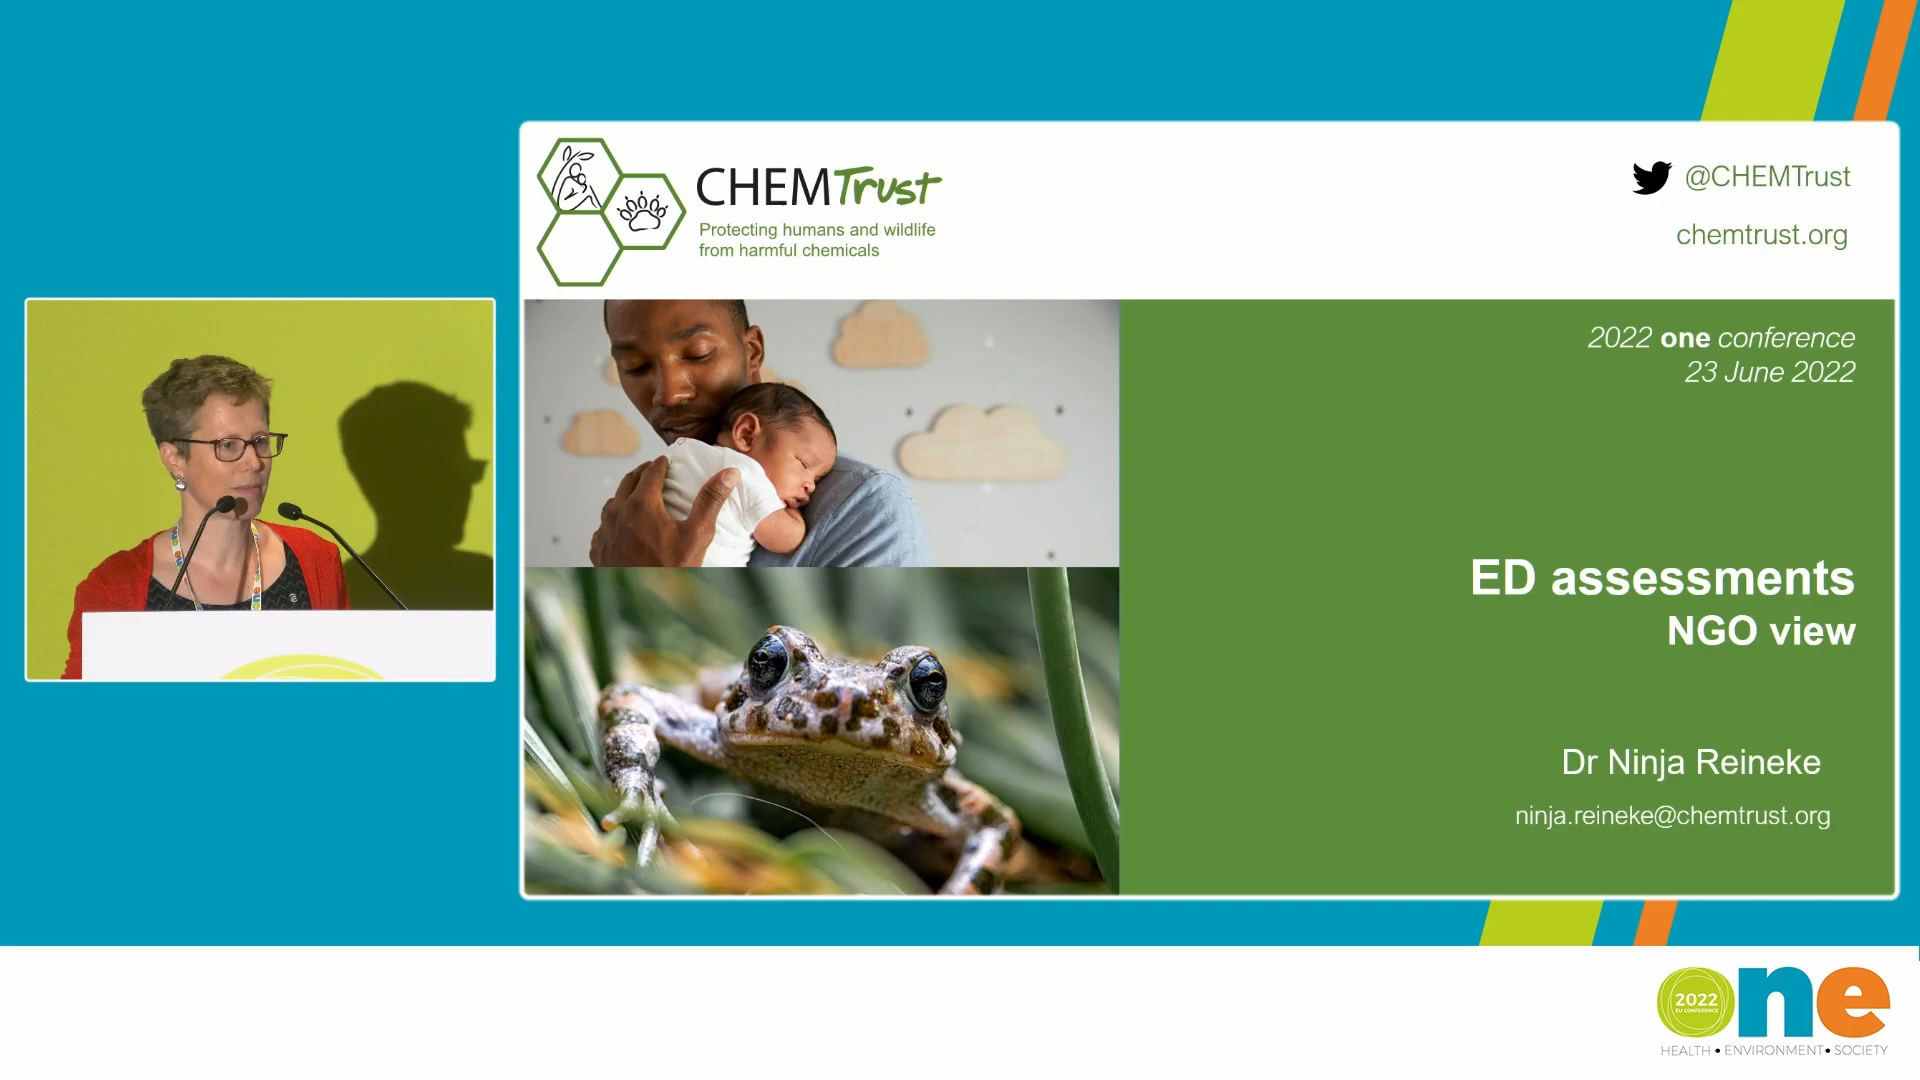 CHEMTrust
Protecting humans and wildlife
from harmful chemicals
@CHEMTrust
chemtrust.org
2022 one conference
23 June 2022
ED assessments
NGO view
Dr Ninja Reineke
ninja.reineke@chemtrust.org
one
2022
EU CONFERENCE
one
HEALTH • ENVIRONMENT • SOCIETY